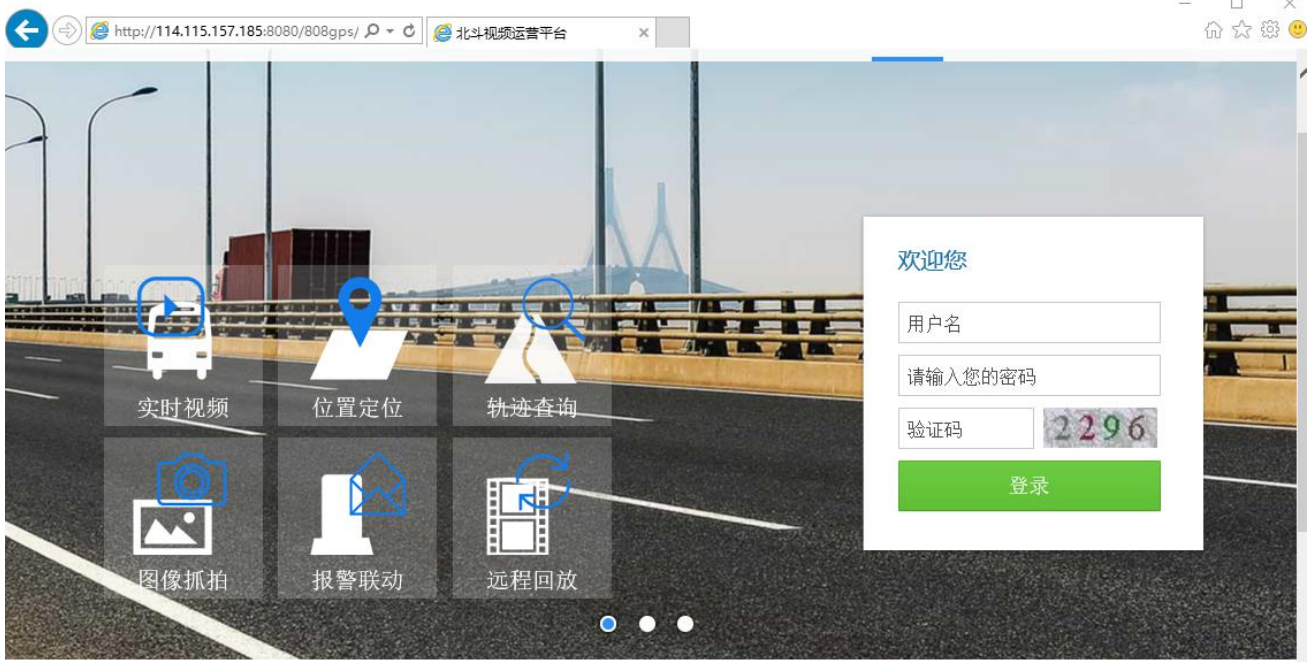 http://114.115.157.185:8080/808gps/
北斗视频运营平台
欢迎您
用户名
请输入您的密码
验证码
2296
登录
实时视频
位置定位
轨迹查询
图像抓拍
报警联动
远程回放